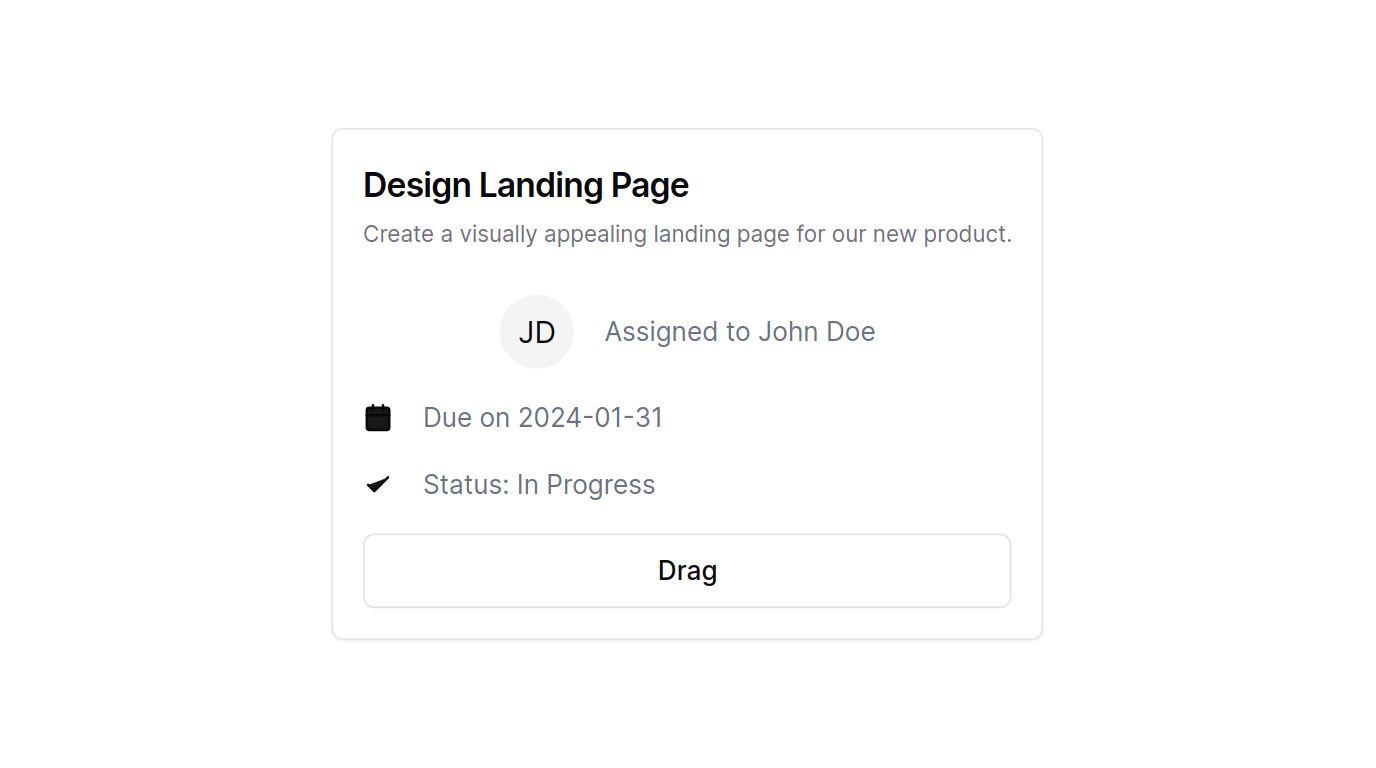 Design Landing Page
Create a visually appealing landing page for our new product.
JD Assigned to John Doe
Due on 2024-01-31
Status: In Progress
Drag